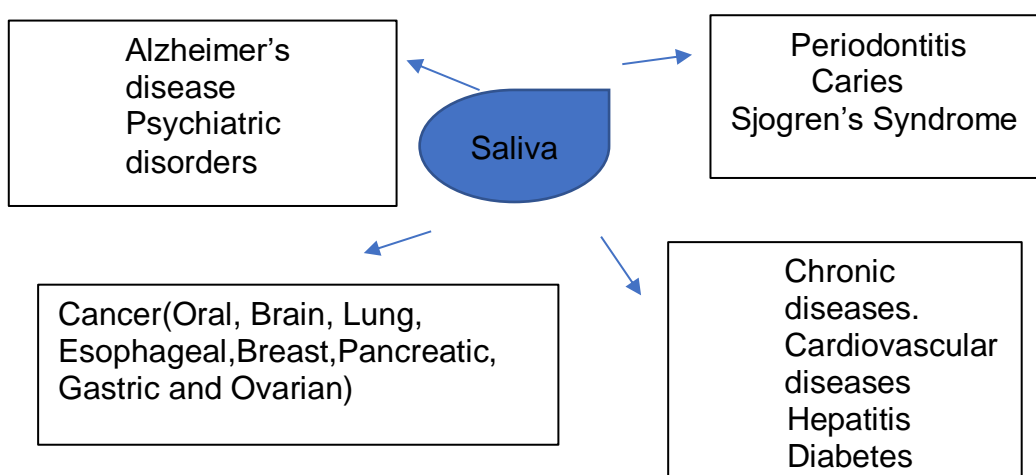 Alzheimer's
disease
Psychiatric
disorders
Periodontitis
Caries
Sjogren's Syndrome
Saliva
Cancer(Oral, Brain, Lung,
Esophageal,Breast,Pancreatic,
Gastric and Ovarian)
Chronic
diseases.
Cardiovascular
diseases
Hepatitis
Diabetes